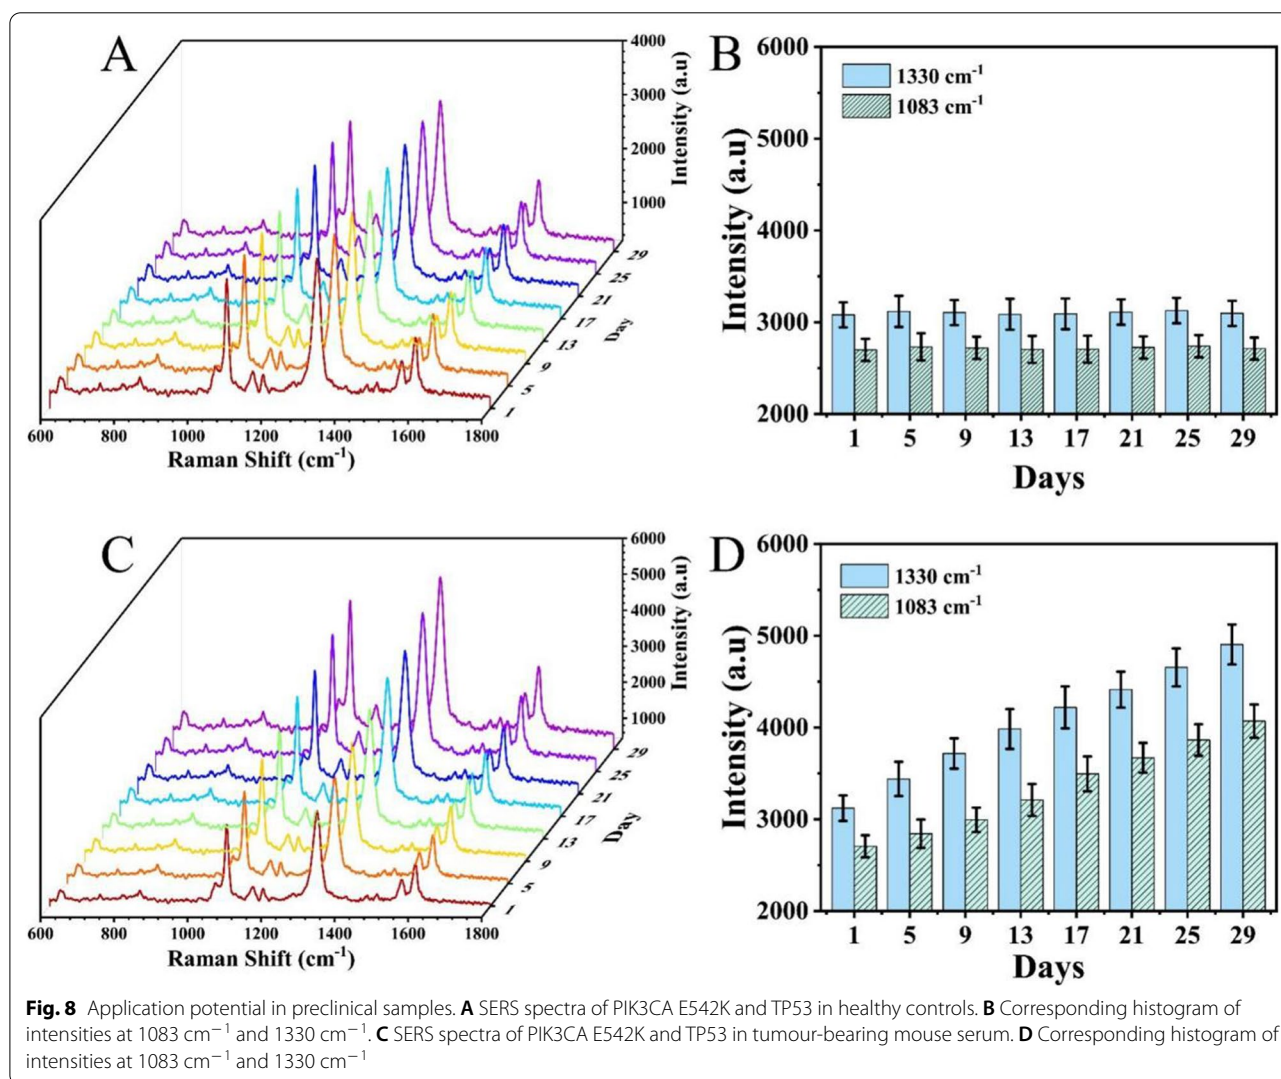 A
4000
3000
2000
1000
Intensity (a.u)
29
25
21
17
13
9
5
1
Day
600 800 1000 1200 1400 1600 1800
Raman Shift (cm-1)
B
6000
5000
4000
3000
2000
Intensity (a.u)
1330 cm-1
1083 cm-1
1 5 9 13 17 21 25 29
Days
C
6000
5000
4000
3000
2000
1000
Intensity (a.u)
29
25
21
17
13
9
5
1
Day
600 800 1000 1200 1400 1600 1800
Raman Shift (cm-1)
D
6000
5000
4000
3000
2000
Intensity (a.u)
1330 cm-1
1083 cm-1
1 5 9 13 17 21 25 29
Days
Fig. 8 Application potential in preclinical samples. A SERS spectra of PIK3CA E542K and TP53 in healthy controls. B Corresponding histogram of
intensities at 1083 cm−1 and 1330 cm−1. C SERS spectra of PIK3CA E542K and TP53 in tumour-bearing mouse serum. D Corresponding histogram of
intensities at 1083 cm−1 and 1330 cm−1